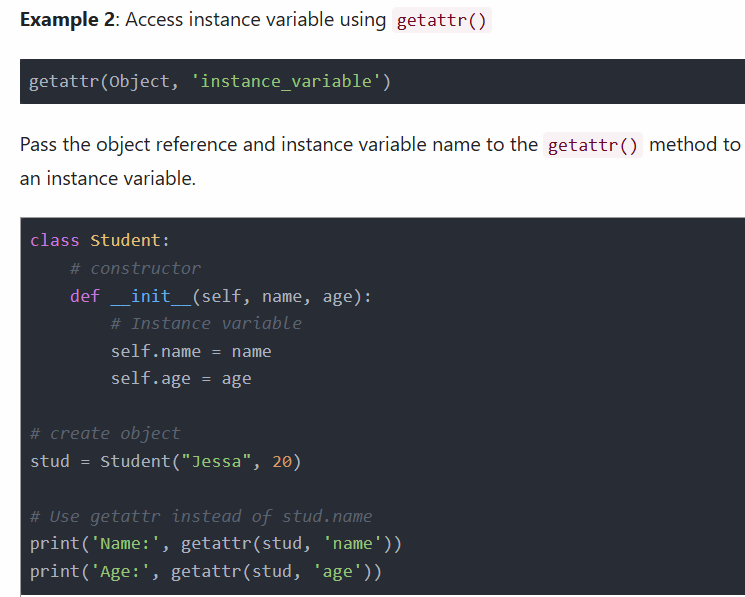 Example 2: Access instance variable using getattr()
getattr(Object, 'instance_variable')
Pass the object reference and instance variable name to the getattr() method to
an instance variable.
class Student:
    # constructor
    def __init__(self, name, age):
        # Instance variable
        self.name = name
        self.age = age
# create object
stud = Student("Jessa", 20)
# Use getattr instead of stud.name
print('Name:', getattr(stud, 'name'))
print('Age:', getattr(stud, 'age'))